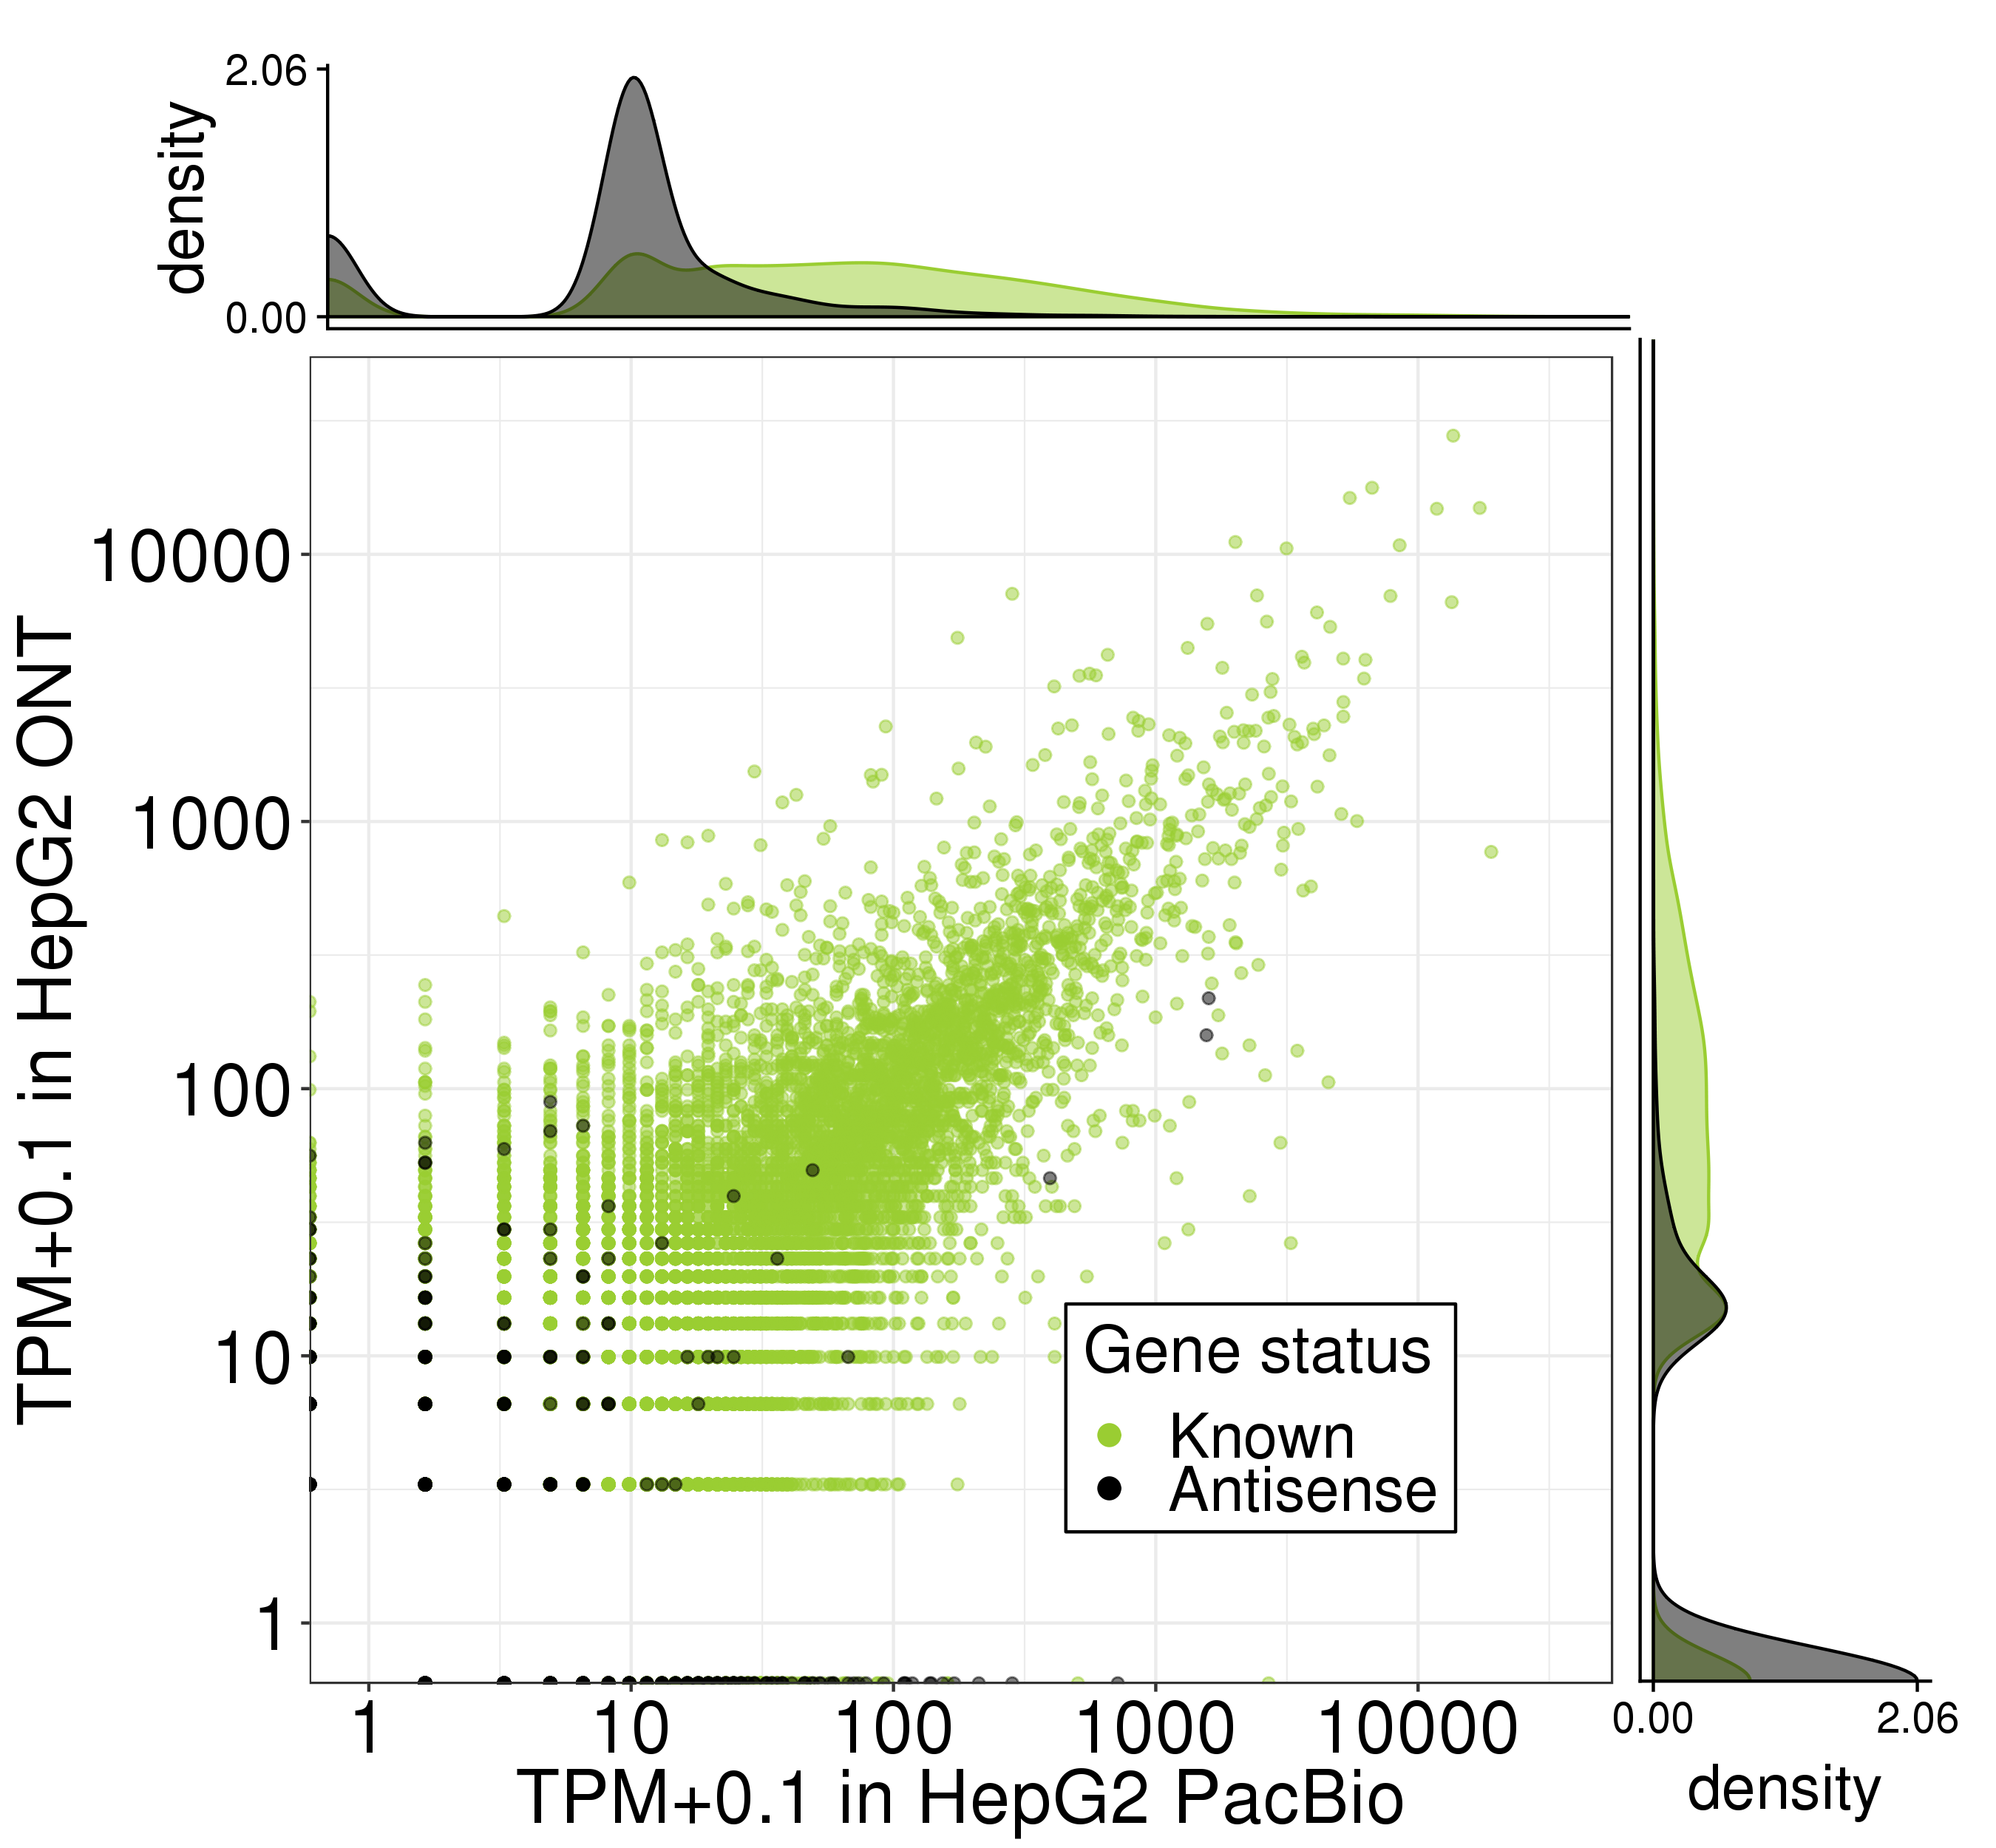 2.06
0.00
density
10000
1000
100
10
1
TPM+0.1 in HepG2 ONT
Gene status
Known
Antisense
1
10
100
1000
10000
TPM+0.1 in HepG2 PacBio
0.00
2.06
density